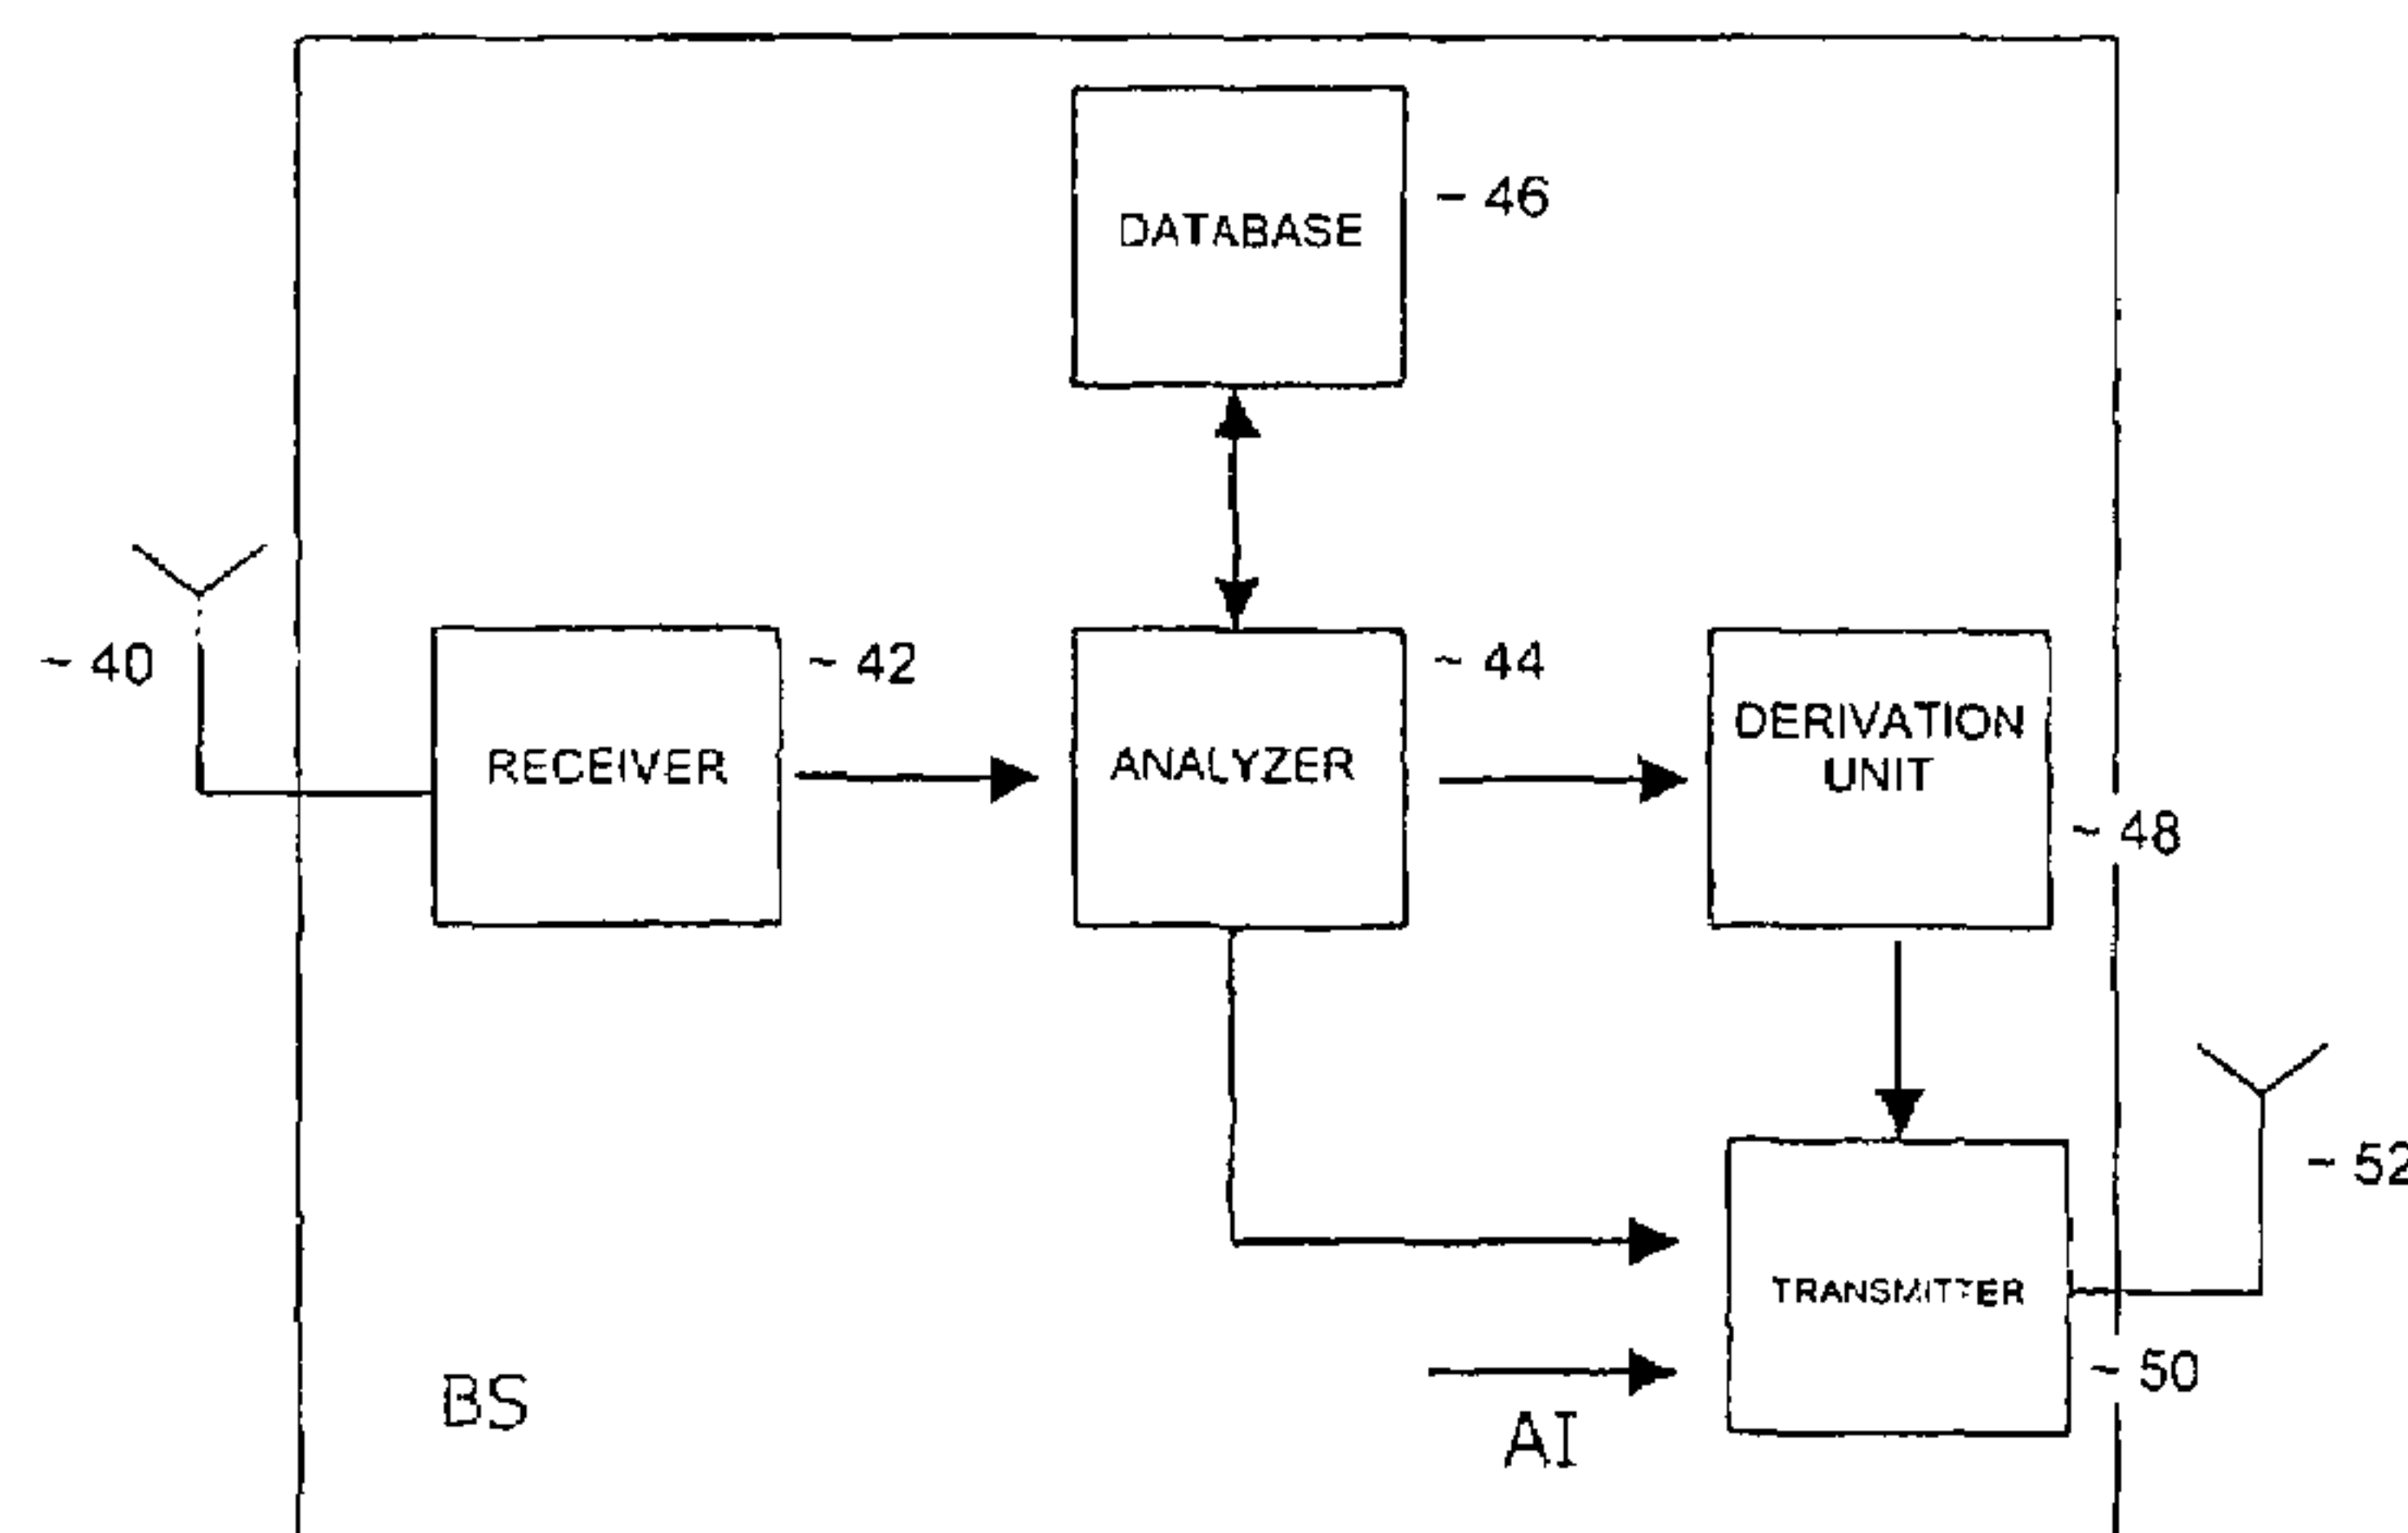 DATABASE
~ 46
~ 40
RECEIVER
~ 42
ANALYZER
~ 44
DERIVATION
UNIT
~ 48
~ 52
TRANSMITTER
~ 50
BS
AI